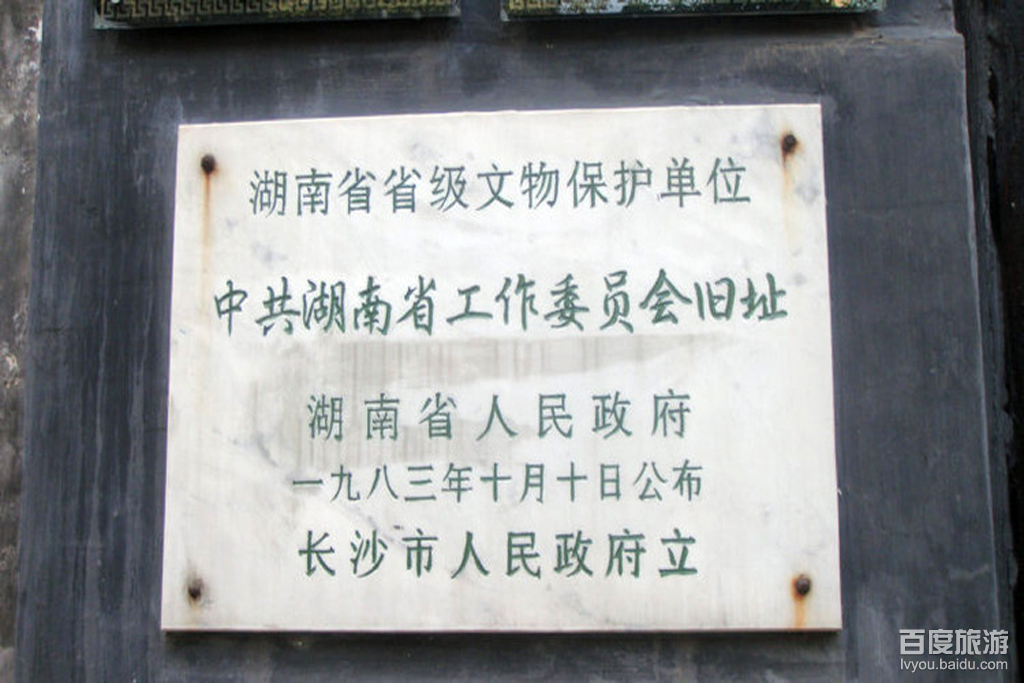 湖南省省级文物保护单位
中共湖南省工作委员会旧址
湖南省人民政府
一九八三年十月十日公布
长沙市人民政府立
百度旅游
lvyou.baidu.com